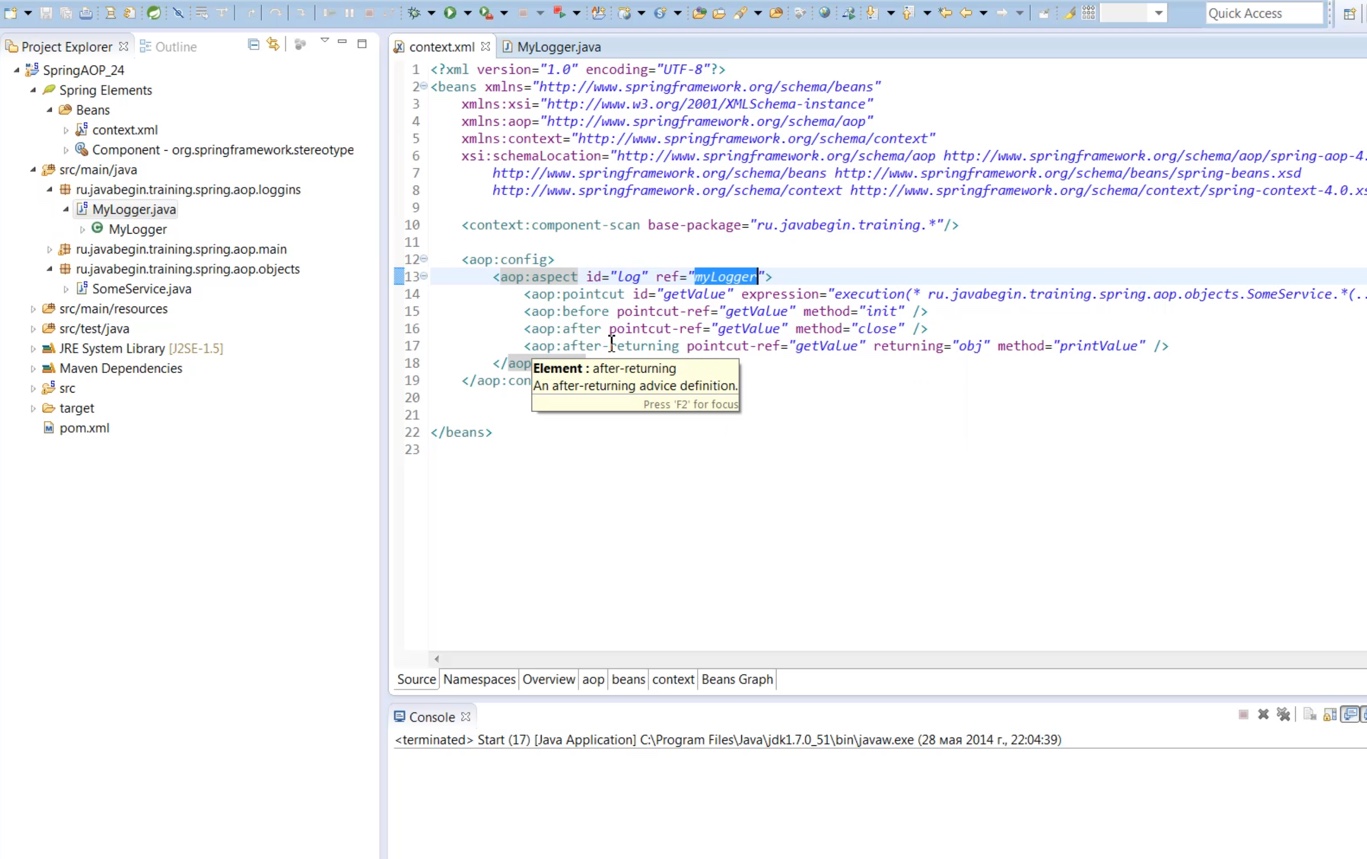 Quick Access
Project Explorer
Outline
SpringAOP_24
Spring Elements
Beans
context.xml
Component - org.springframework.stereotype
src/main/java
ru.javabegin.training.spring.aop.loggins
MyLogger.java
MyLogger
ru.javabegin.training.spring.aop.main
ru.javabegin.training.spring.aop.objects
SomeService.java
src/main/resources
src/test/java
JRE System Library [J2SE-1.5]
Maven Dependencies
src
target
pom.xml
context.xml MyLogger.java
1 <?xml version="1.0" encoding="UTF-8"?>
2 <beans xmlns="http://www.springframework.org/schema/beans"
3 xmlns:xsi="http://www.w3.org/2001/XMLSchema-instance"
4 xmlns:aop="http://www.springframework.org/schema/aop"
5 xmlns:context="http://www.springframework.org/schema/context"
6 xsi:schemaLocation="http://www.springframework.org/schema/aop http://www.springframework.org/schema/aop/spring-aop-4.
7 http://www.springframework.org/schema/beans http://www.springframework.org/schema/beans/spring-beans.xsd
8 http://www.springframework.org/schema/context http://www.springframework.org/schema/context/spring-context-4.0.xs
9
10 <context:component-scan base-package="ru.javabegin.training.*"/>
11
12 <aop:config>
13 <aop:aspect id="log" ref="myLogger">
14 <aop:pointcut id="getValue" expression="execution(* ru.javabegin.training.spring.aop.objects.SomeService.*(..
15 <aop:before pointcut-ref="getValue" method="init" />
16 <aop:after pointcut-ref="getValue" method="close" />
17 <aop:after-returning pointcut-ref="getValue" returning="obj" method="printValue" />
18 </aop
19 </aop:con
20
21
22 </beans>
23
Element : after-returning
An after-returning advice definition.
Press 'F2' for focus
Source Namespaces Overview aop beans context Beans Graph
Console
<terminated> Start (17) [Java Application] C:\Program Files\Java\jdk1.7.0_51\bin\javaw.exe (28 мая 2014 г., 22:04:39)